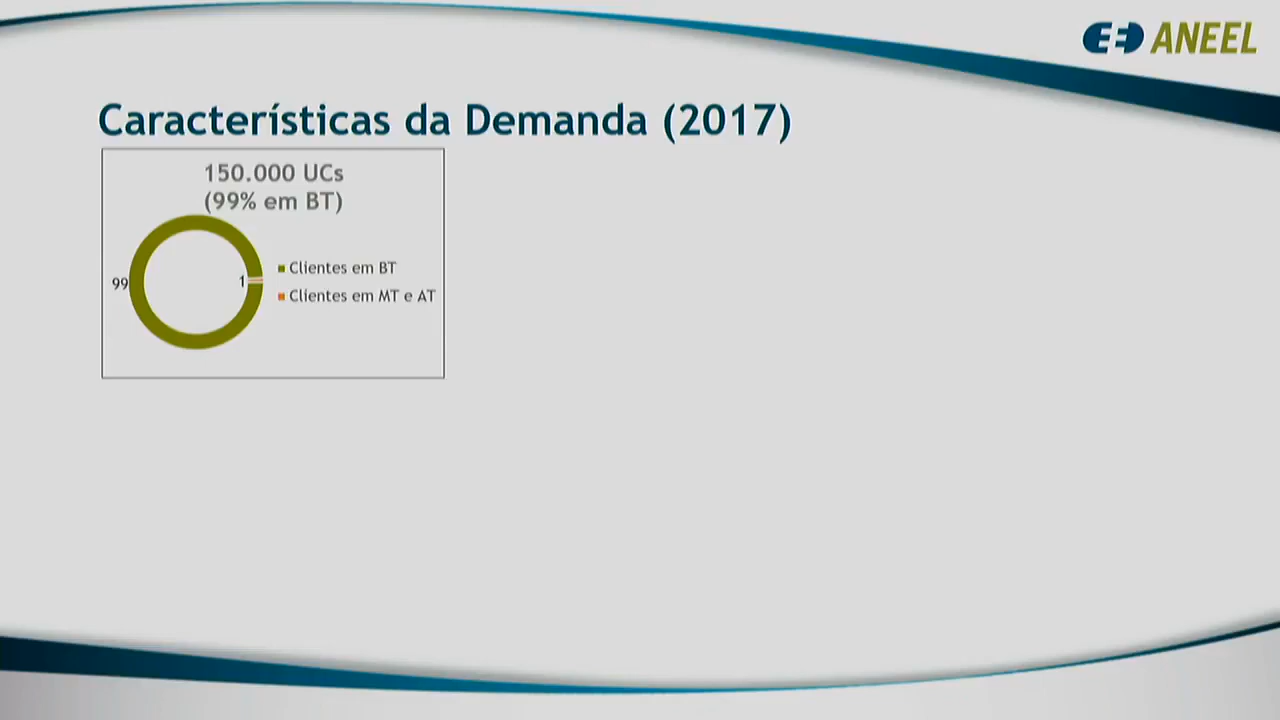 ANEEL
Características da Demanda (2017)
150.000 UCs
(99% em BT)
99
1
Clientes em BT
Clientes em MT e AT